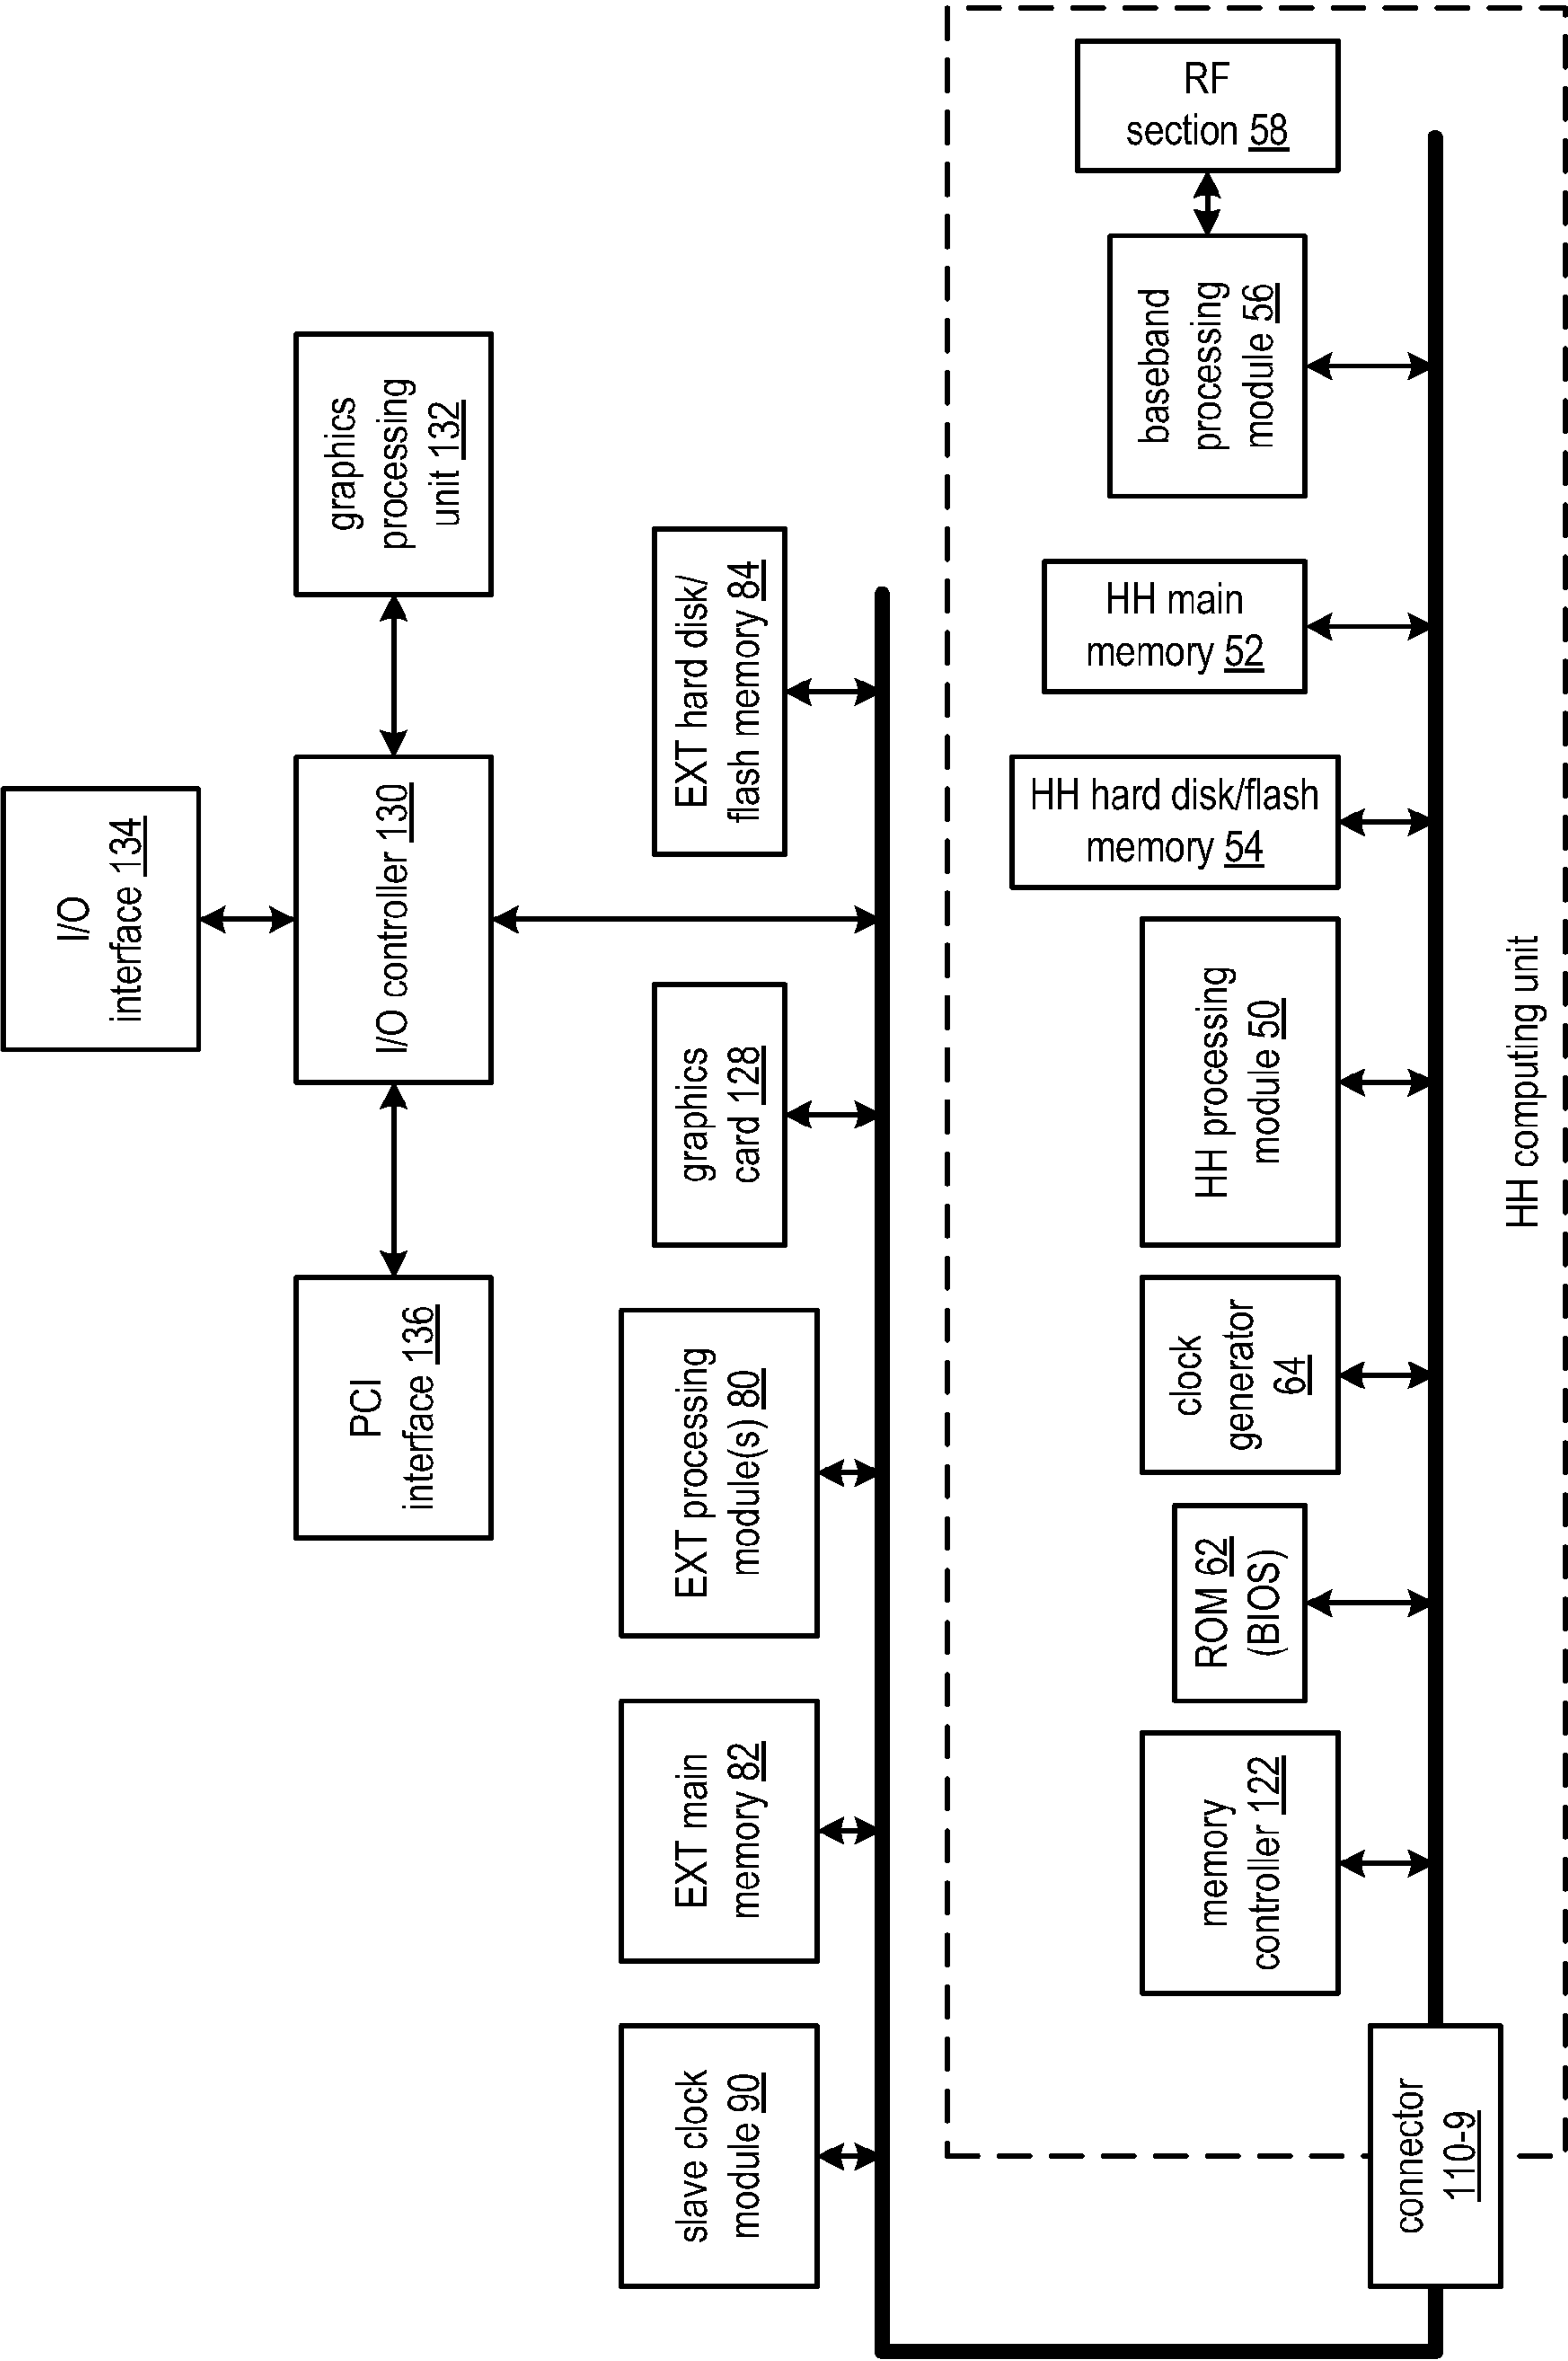 I/O
interface 134
PCI
interface 136
I/O controller 130
graphics
processing
unit 132
slave clock
module 90
EXT main
memory 82
EXT processing
module(s) 80
graphics
card 128
EXT hard disk/
flash memory 84
connector
110-9
memory
controller 122
ROM 62
(BIOS)
clock
generator
64
HH processing
module 50
HH hard disk/flash
memory 54
HH main
memory 52
baseband
processing
module 56
RF
section 58
HH computing unit